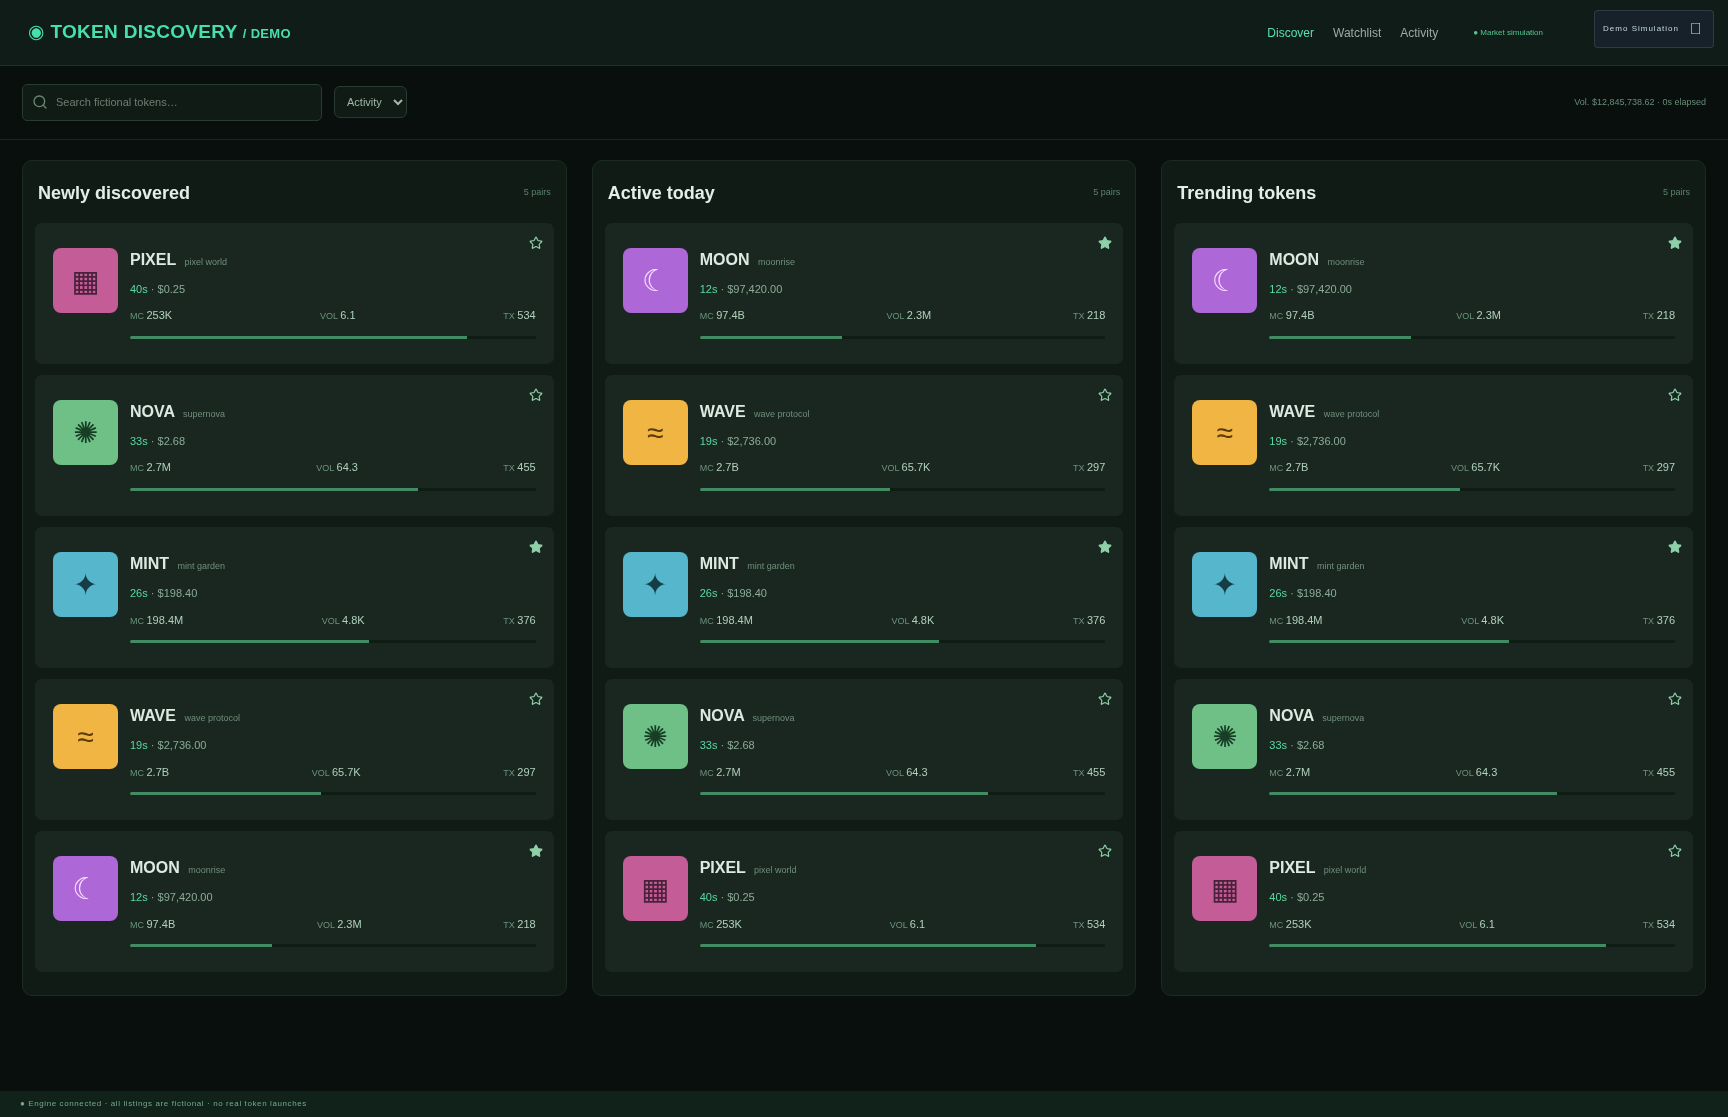 TOKEN DISCOVERY / DEMO
Discover Watchlist Activity ● Market simulation
Demo Simulation
Search fictional tokens…
Activity
Vol. $12,845,738.62 · 0s elapsed
Newly discovered
5 pairs
PIXEL pixel world
40s · $0.25
MC 253K VOL 6.1 TX 534
NOVA supernova
33s · $2.68
MC 2.7M VOL 64.3 TX 455
MINT mint garden
26s · $198.40
MC 198.4M VOL 4.8K TX 376
WAVE wave protocol
19s · $2,736.00
MC 2.7B VOL 65.7K TX 297
MOON moonrise
12s · $97,420.00
MC 97.4B VOL 2.3M TX 218
Active today
5 pairs
MOON moonrise
12s · $97,420.00
MC 97.4B VOL 2.3M TX 218
WAVE wave protocol
19s · $2,736.00
MC 2.7B VOL 65.7K TX 297
MINT mint garden
26s · $198.40
MC 198.4M VOL 4.8K TX 376
NOVA supernova
33s · $2.68
MC 2.7M VOL 64.3 TX 455
PIXEL pixel world
40s · $0.25
MC 253K VOL 6.1 TX 534
Trending tokens
5 pairs
MOON moonrise
12s · $97,420.00
MC 97.4B VOL 2.3M TX 218
WAVE wave protocol
19s · $2,736.00
MC 2.7B VOL 65.7K TX 297
MINT mint garden
26s · $198.40
MC 198.4M VOL 4.8K TX 376
NOVA supernova
33s · $2.68
MC 2.7M VOL 64.3 TX 455
PIXEL pixel world
40s · $0.25
MC 253K VOL 6.1 TX 534
● Engine connected · all listings are fictional · no real token launches